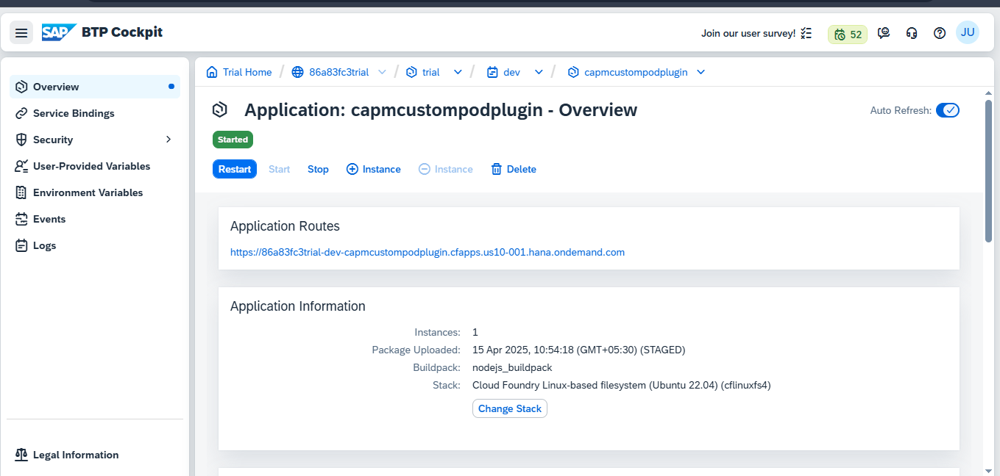 SAP BTP Cockpit
Join our user survey!
52
JU
Overview
Service Bindings
Security
User-Provided Variables
Environment Variables
Events
Logs
Legal Information
Trial Home / 86a83fc3trial / trial / dev / capmcustompodplugin
Application: capmcustompodplugin - Overview
Auto Refresh:
Started
Restart Start Stop Instance Instance Delete
Application Routes
https://86a83fc3trial-dev-capmcustompodplugin.cfapps.us10-001.hana.ondemand.com
Application Information
Instances: 1
Package Uploaded: 15 Apr 2025, 10:54:18 (GMT+05:30) (STAGED)
Buildpack: nodejs_buildpack
Stack: Cloud Foundry Linux-based filesystem (Ubuntu 22.04) (cflinuxfs4)
Change Stack